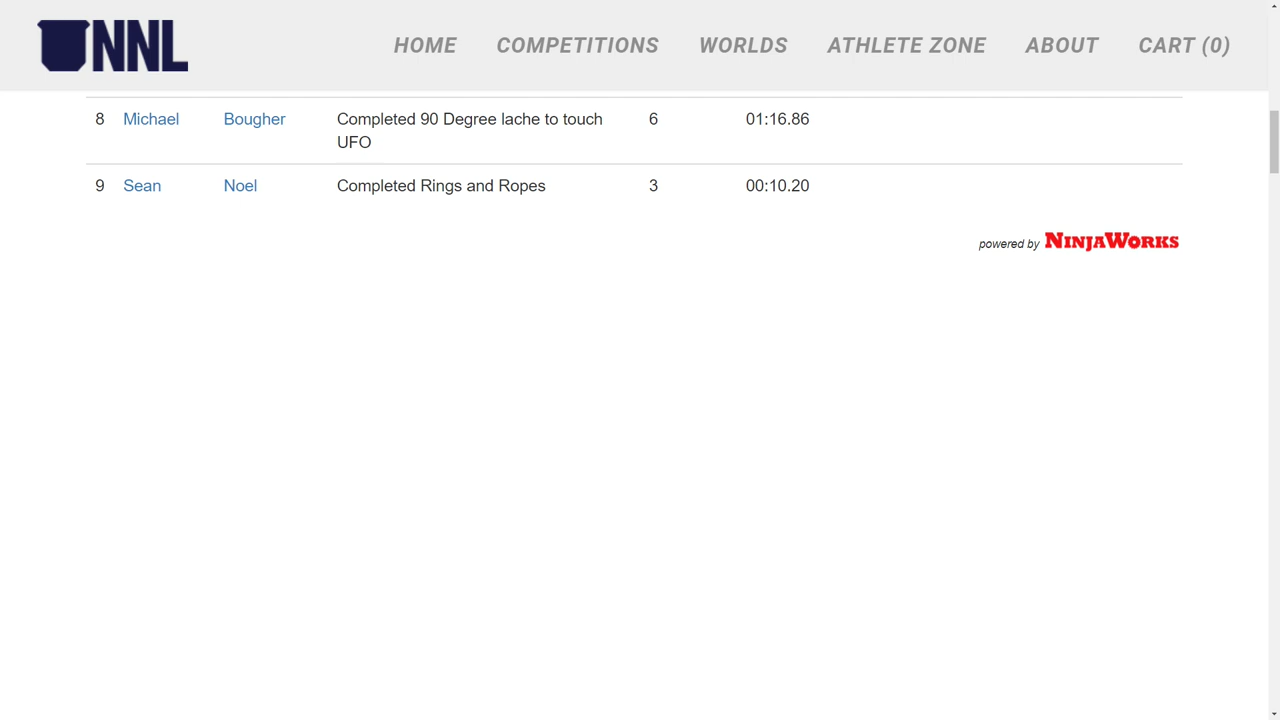 NNL HOME COMPETITIONS WORLDS ATHLETE ZONE ABOUT CART (0)
8 Michael Bougher Completed 90 Degree lache to touch 6 01:16.86
UFO
9 Sean Noel Completed Rings and Ropes 3 00:10.20
powered by NINJAWORKS